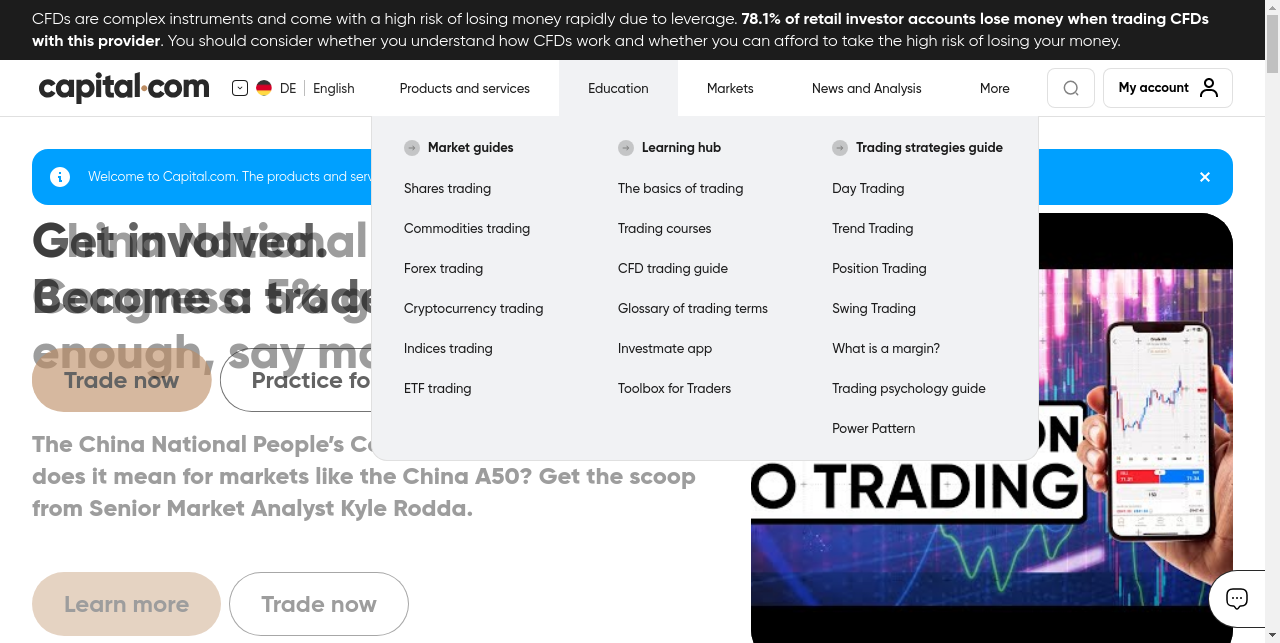 CFDs are complex instruments and come with a high risk of losing money rapidly due to leverage. 78.1% of retail investor accounts lose money when trading CFDs
with this provider. You should consider whether you understand how CFDs work and whether you can afford to take the high risk of losing your money.
capital.com
DE
English
Products and services
Education
Markets
News and Analysis
More
My account
Welcome to Capital.com. The products and serv
Market guides
Shares trading
Commodities trading
Forex trading
Cryptocurrency trading
Indices trading
ETF trading
Learning hub
The basics of trading
Trading courses
CFD trading guide
Glossary of trading terms
Investmate app
Toolbox for Traders
Trading strategies guide
Day Trading
Trend Trading
Position Trading
Swing Trading
What is a margin?
Trading psychology guide
Power Pattern
Get involved.
Become a trade
China National
Congress: 5% g
enough, say ma
Trade now
Practice fo
The China National People's Co
does it mean for markets like the China A50? Get the scoop
from Senior Market Analyst Kyle Rodda.
Learn more
Trade now
ON
O TRADING